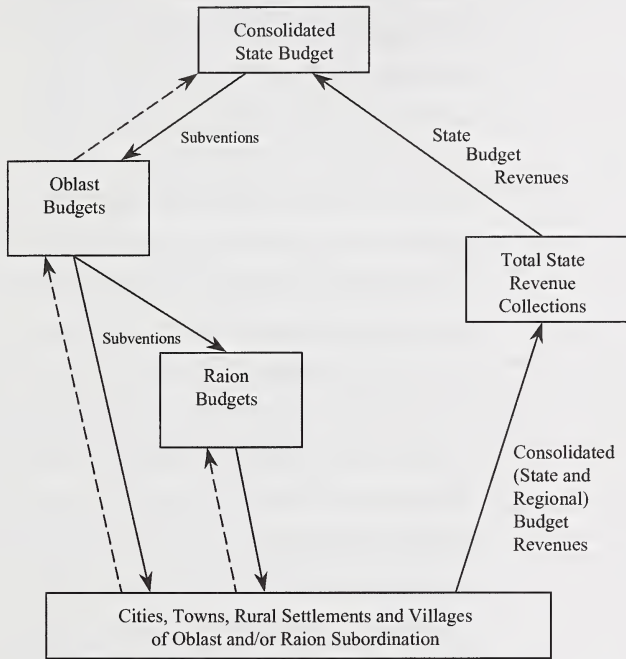 Consolidated
State Budget
Subventions
State
Budget
Revenues
Oblast
Budgets
Total State
Revenue
Collections
Subventions
Raion
Budgets
Consolidated
(State and
Regional)
Budget
Revenues
Cities, Towns, Rural Settlements and Villages
of Oblast and/or Raion Subordination